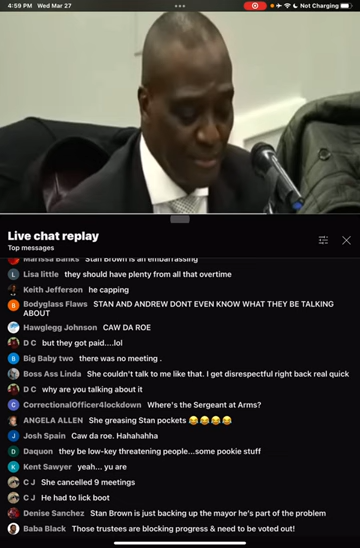 4:59 PM Wed Mar 27
Not Charging
Live chat replay
Top messages
Marissa Banks Stan Brown is an embarrassing
L Lisa little they should have plenty from all that overtime
Keith Jefferson he capping
B Bodyglass Flaws STAN AND ANDREW DONT EVEN KNOW WHAT THEY BE TALKING
ABOUT
Hawglegg Johnson CAW DA ROE
D C but they got paid....lol
B Big Baby two there was no meeting .
Boss Ass Linda She couldn't talk to me like that. I get disrespectful right back real quick
D C why are you talking about it
C CorrectionalOfficer4lockdown Where's the Sergeant at Arms?
ANGELA ALLEN She greasing Stan pockets 😂😂😂😂
J Josh Spain Caw da roe. Hahahahha
D Daquon they be low-key threatening people...some pookie stuff
K Kent Sawyer yeah... yu are
C J She cancelled 9 meetings
C J He had to lick boot
Denise Sanchez Stan Brown is just backing up the mayor he's part of the problem
B Baba Black Those trustees are blocking progress & need to be voted out!